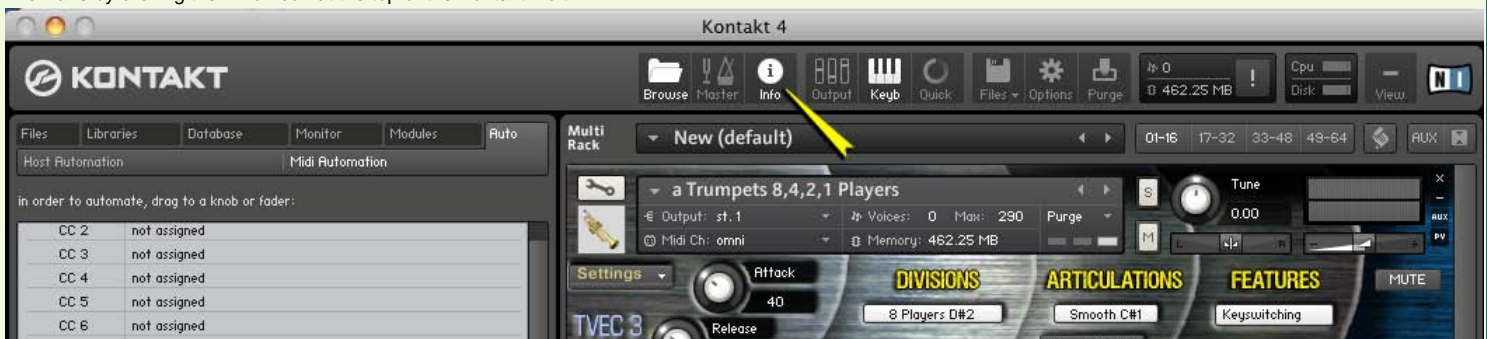 Kontakt 4
KONTAKT
Browse Master Info Output Keyb Quick Files Options Purge
0
462.25 MB
!
Cpu
Disk
View
NI
Files Libraries Database Monitor Modules Auto
Host Automation Midi Automation
in order to automate, drag to a knob or fader:
CC 2 not assigned
CC 3 not assigned
CC 4 not assigned
CC 5 not assigned
CC 6 not assigned
Multi
Rack
New (default)
01-16 17-32 33-48 49-64 AUX
a Trumpets 8,4,2,1 Players
Output: st.1 Voices: 0 Max: 290 Purge
Midi Ch: omni Memory: 462.25 MB
S
M
Tune
0.00
L R
- +
×
-
AUX
PV
Settings
Attack
40
Release
TVEC 3
DIVISIONS
8 Players D#2
ARTICULATIONS
Smooth C#1
FEATURES
Keyswitching
MUTE